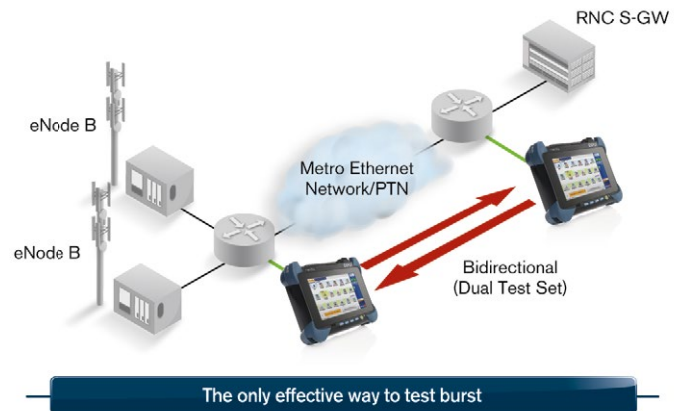 RNC S-GW
eNode B
Metro Ethernet
Network/PTN
eNode B
Bidirectional
(Dual Test Set)
The only effective way to test burst